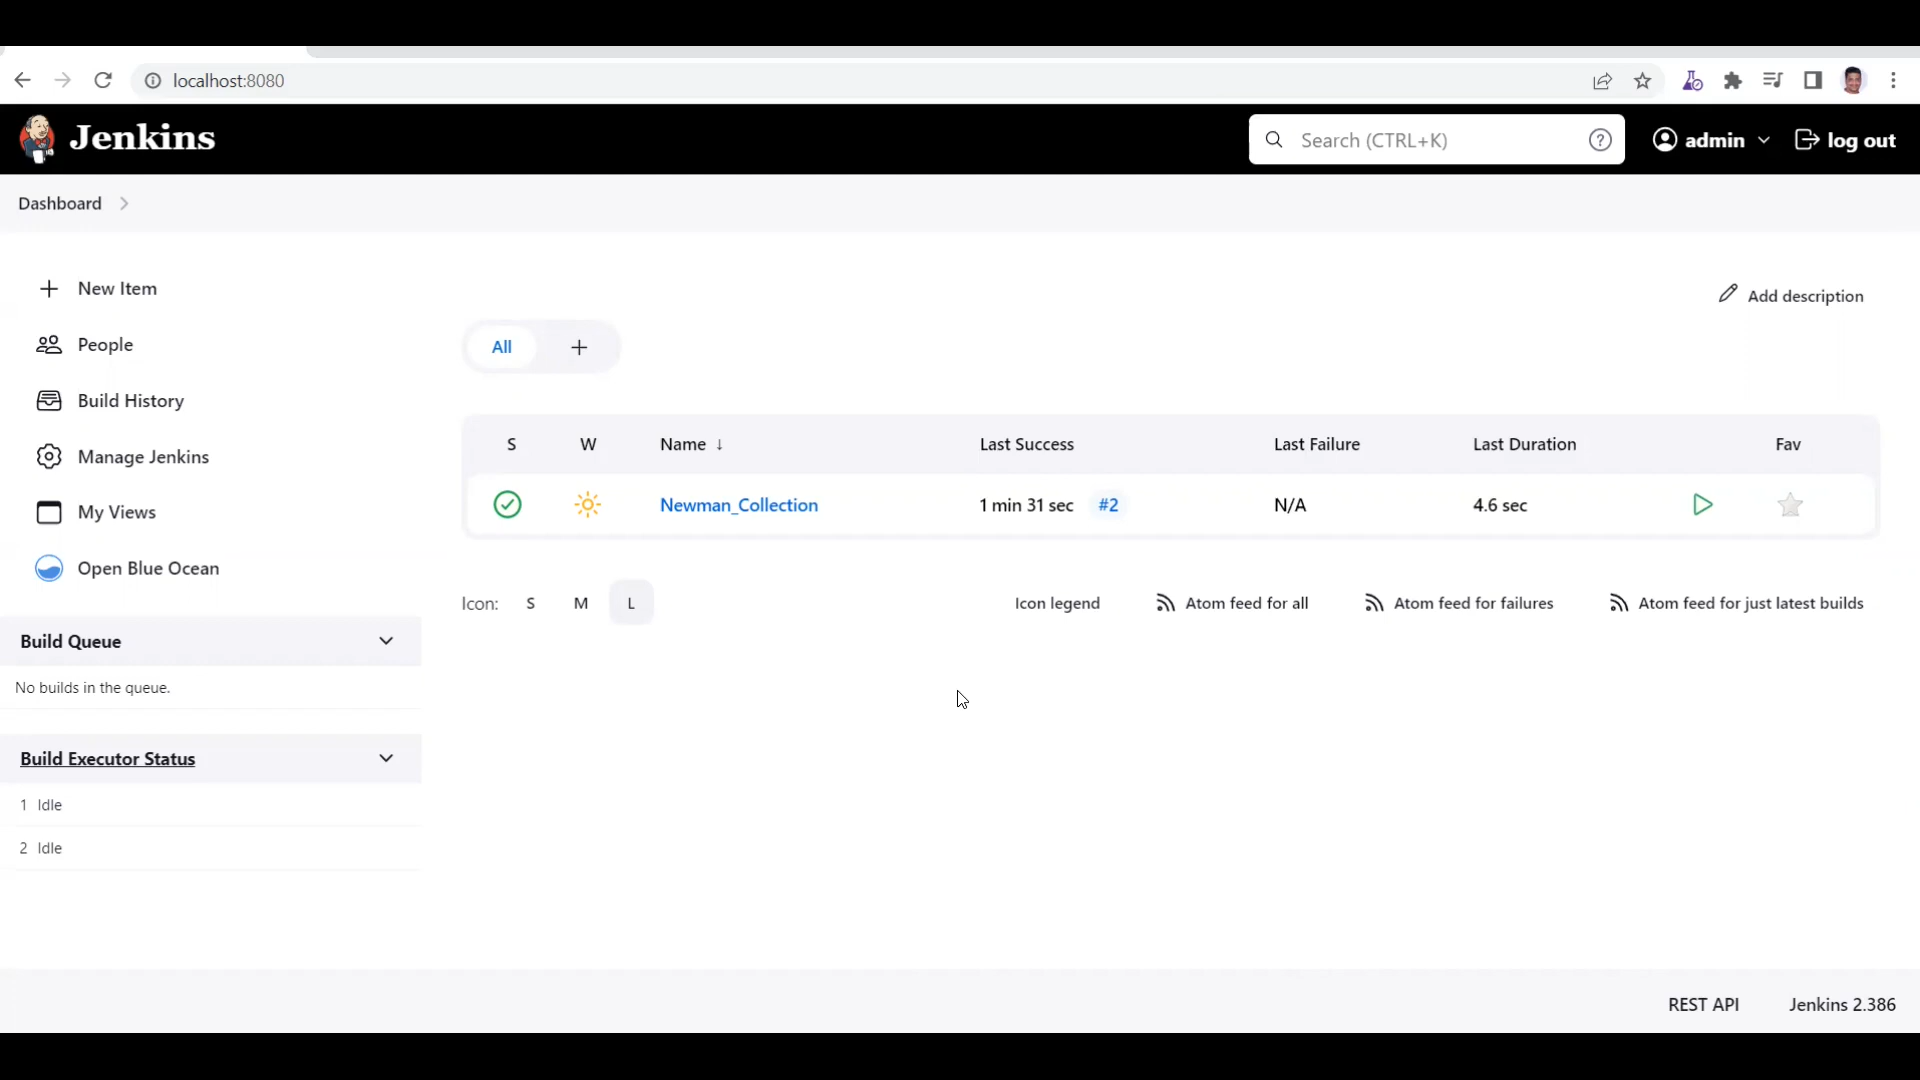 localhost:8080
Jenkins
Search (CTRL+K)
admin
log out
Dashboard
New Item
People
Build History
Manage Jenkins
My Views
Open Blue Ocean
Build Queue
No builds in the queue.
Build Executor Status
1 Idle
2 Idle
Add description
All
S W Name ↓ Last Success Last Failure Last Duration Fav
Newman_Collection 1 min 31 sec #2 N/A 4.6 sec
Icon: S M L
Icon legend Atom feed for all Atom feed for failures Atom feed for just latest builds
REST API Jenkins 2.386